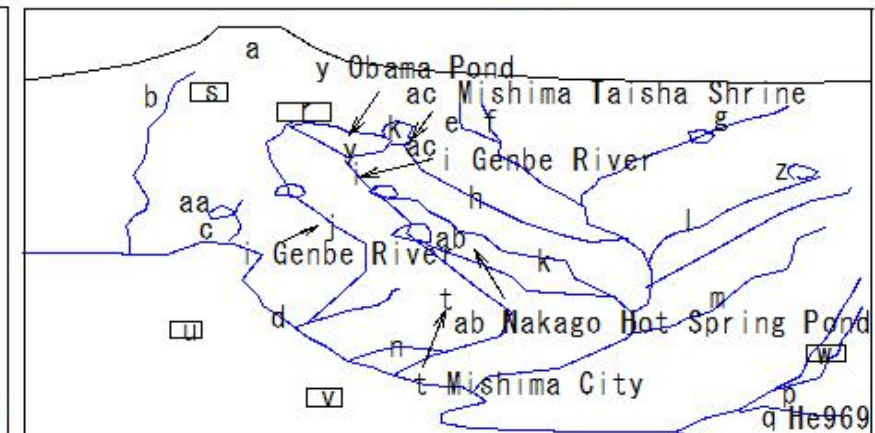 a
y Obama Pond
b
s
ac Mishima Taisha Shrine
r
k
e
f
g
y
ac
i
i Genbe River
z
h
aa
c
j
ab
l
i Genbe River
k
t
m
d
ab Nakago Hot Spring Pond
u
n
w
t Mishima City
v
p
q He969